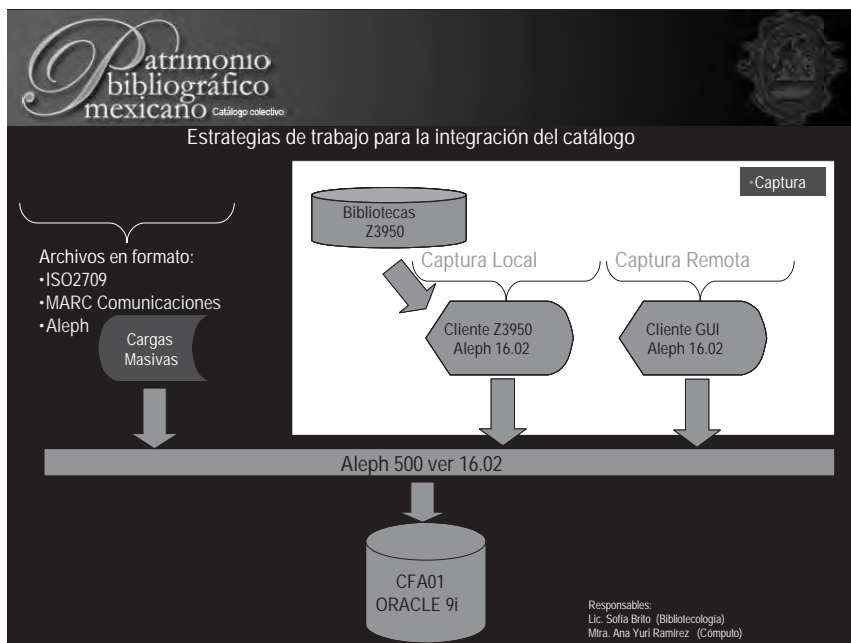 Patrimonio
bibliográfico
mexicano Catálogo colectivo
Estrategias de trabajo para la integración del catálogo
•Captura
Bibliotecas
Z3950
Captura Local
Captura Remota
Archivos en formato:
•ISO2709
•MARC Comunicaciones
•Aleph
Cargas
Masivas
Cliente Z3950
Aleph 16.02
Cliente GUI
Aleph 16.02
Aleph 500 ver 16.02
CFA01
ORACLE 9i
Responsables:
Lic. Sofía Brito (Bibliotecología)
Mtra. Ana Yuri Ramírez (Cómputo)